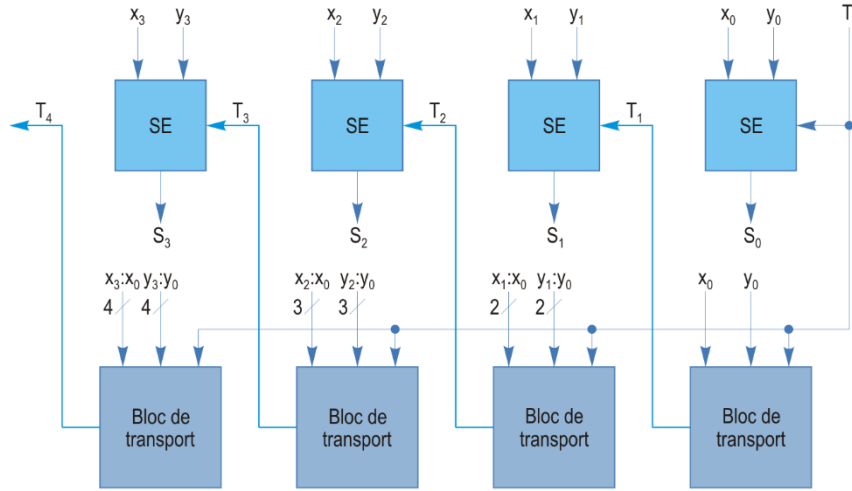 x₃ y₃ x₂ y₂ x₁ y₁ x₀ y₀ T
T₄ SE T₃ SE T₂ SE T₁ SE
S₃ S₂ S₁ S₀
x₃:x₀ y₃:y₀ x₂:x₀ y₂:y₀ x₁:x₀ y₁:y₀ x₀ y₀
4 4 3 3 2 2
Bloc de Bloc de Bloc de Bloc de
transport transport transport transport